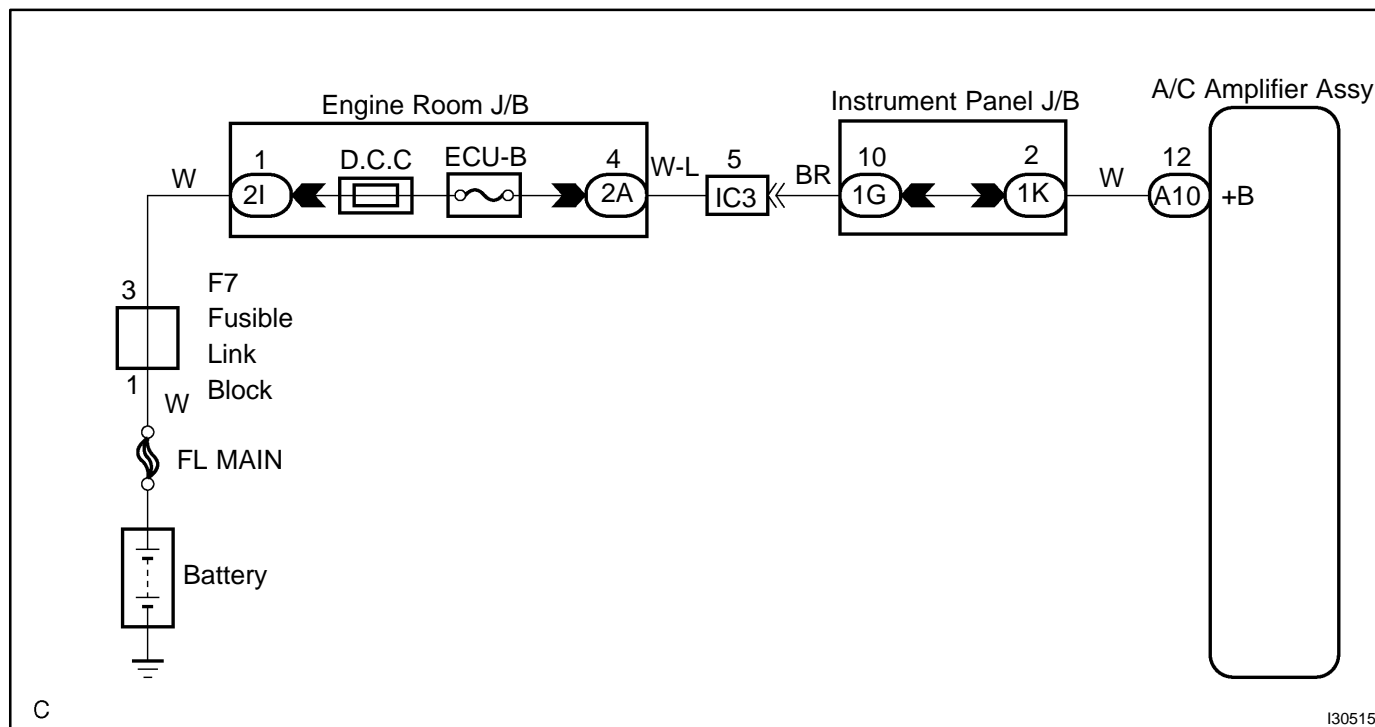 Engine Room J/B
Instrument Panel J/B
A/C Amplifier Assy
W
1
2I
D.C.C
ECU-B
4
2A
W-L
5
IC3
BR
10
1G
2
1K
W
12
A10
+B
3
F7
Fusible
Link
Block
1
W
FL MAIN
Battery
C
I30515